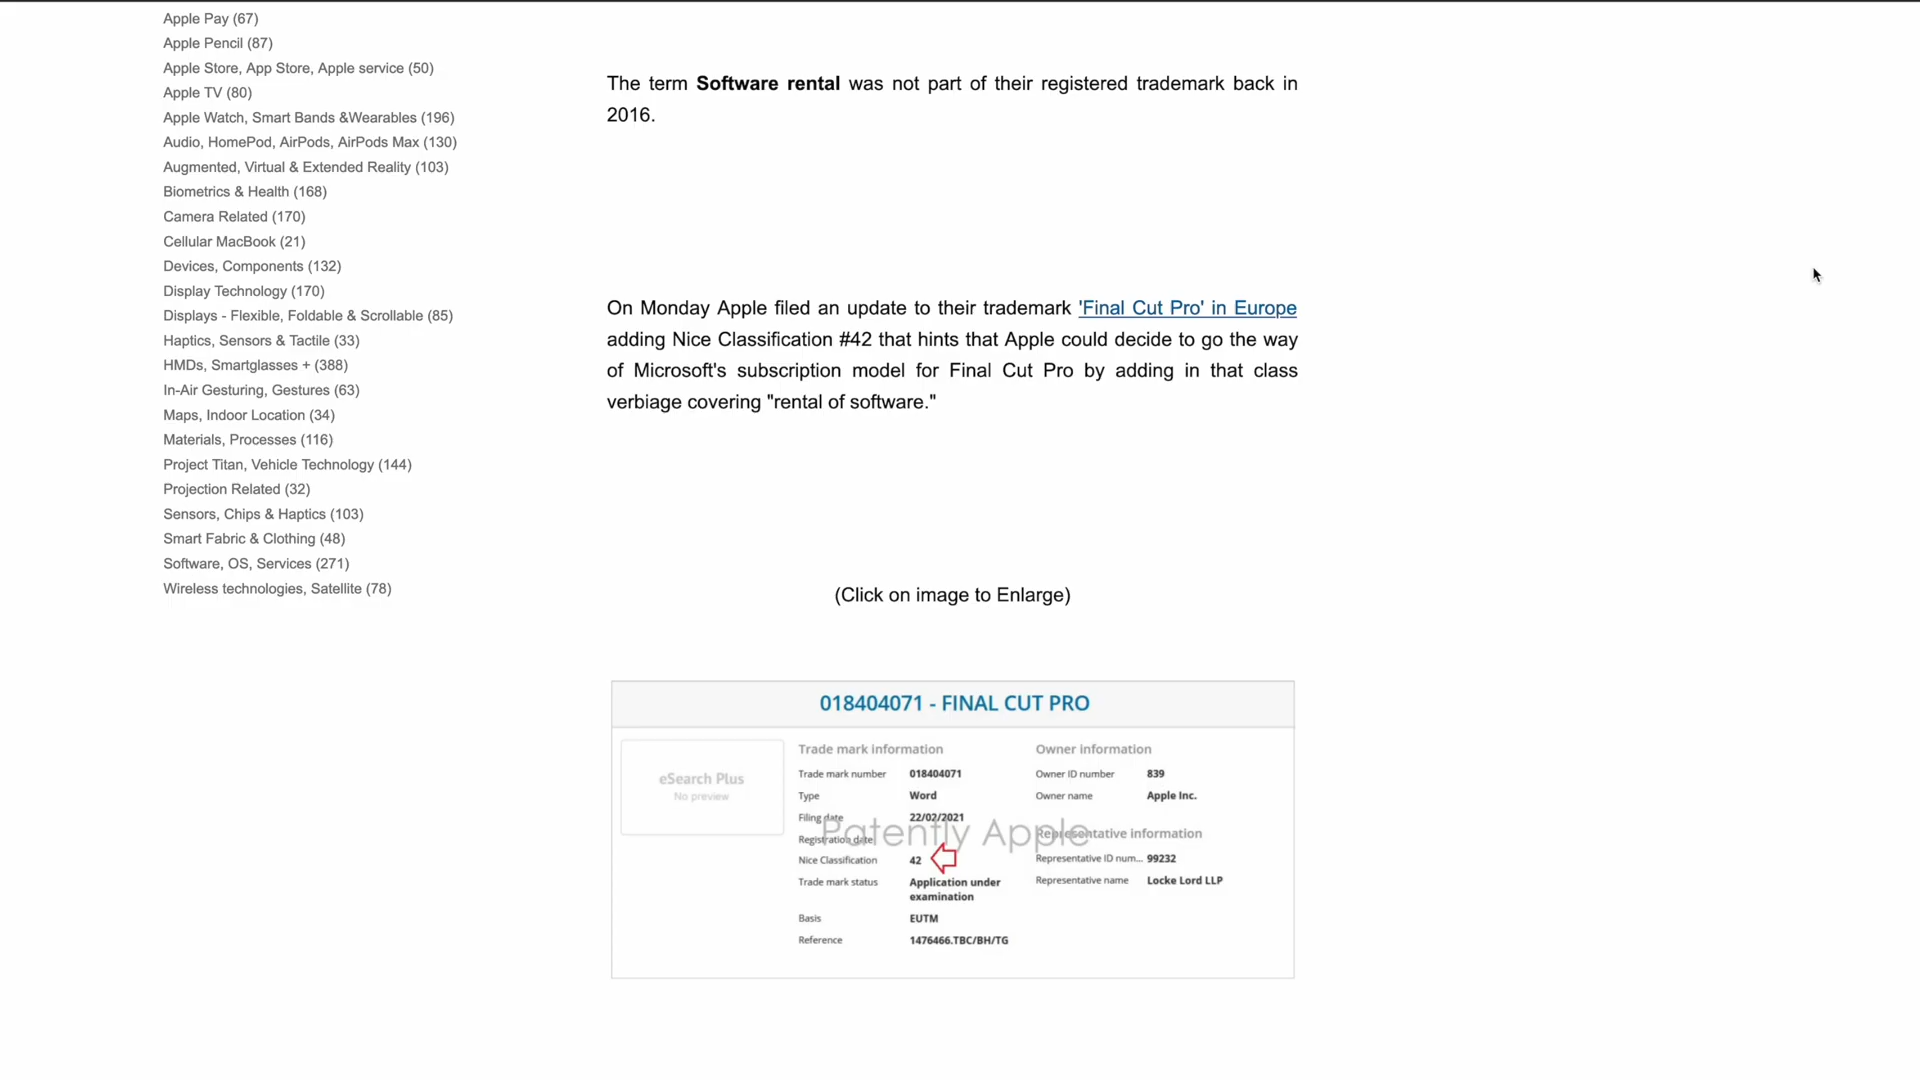 Apple Pay (67)
Apple Pencil (87)
Apple Store, App Store, Apple service (50)
Apple TV (80)
Apple Watch, Smart Bands &Wearables (196)
Audio, HomePod, AirPods, AirPods Max (130)
Augmented, Virtual & Extended Reality (103)
Biometrics & Health (168)
Camera Related (170)
Cellular MacBook (21)
Devices, Components (132)
Display Technology (170)
Displays - Flexible, Foldable & Scrollable (85)
Haptics, Sensors & Tactile (33)
HMDs, Smartglasses + (388)
In-Air Gesturing, Gestures (63)
Maps, Indoor Location (34)
Materials, Processes (116)
Project Titan, Vehicle Technology (144)
Projection Related (32)
Sensors, Chips & Haptics (103)
Smart Fabric & Clothing (48)
Software, OS, Services (271)
Wireless technologies, Satellite (78)
The term Software rental was not part of their registered trademark back in
2016.
On Monday Apple filed an update to their trademark 'Final Cut Pro' in Europe
adding Nice Classification #42 that hints that Apple could decide to go the way
of Microsoft's subscription model for Final Cut Pro by adding in that class
verbiage covering "rental of software."
(Click on image to Enlarge)
018404071 - FINAL CUT PRO
eSearch Plus
No preview
Trade mark information
Trade mark number 018404071
Type Word
Filing date 22/02/2021
Registration date
Nice Classification 42
Trade mark status Application under
examination
Basis EUTM
Reference 1476466.TBC/BH/TG
Owner information
Owner ID number 839
Owner name Apple Inc.
Representative information
Representative ID num... 99232
Representative name Locke Lord LLP
Patently Apple